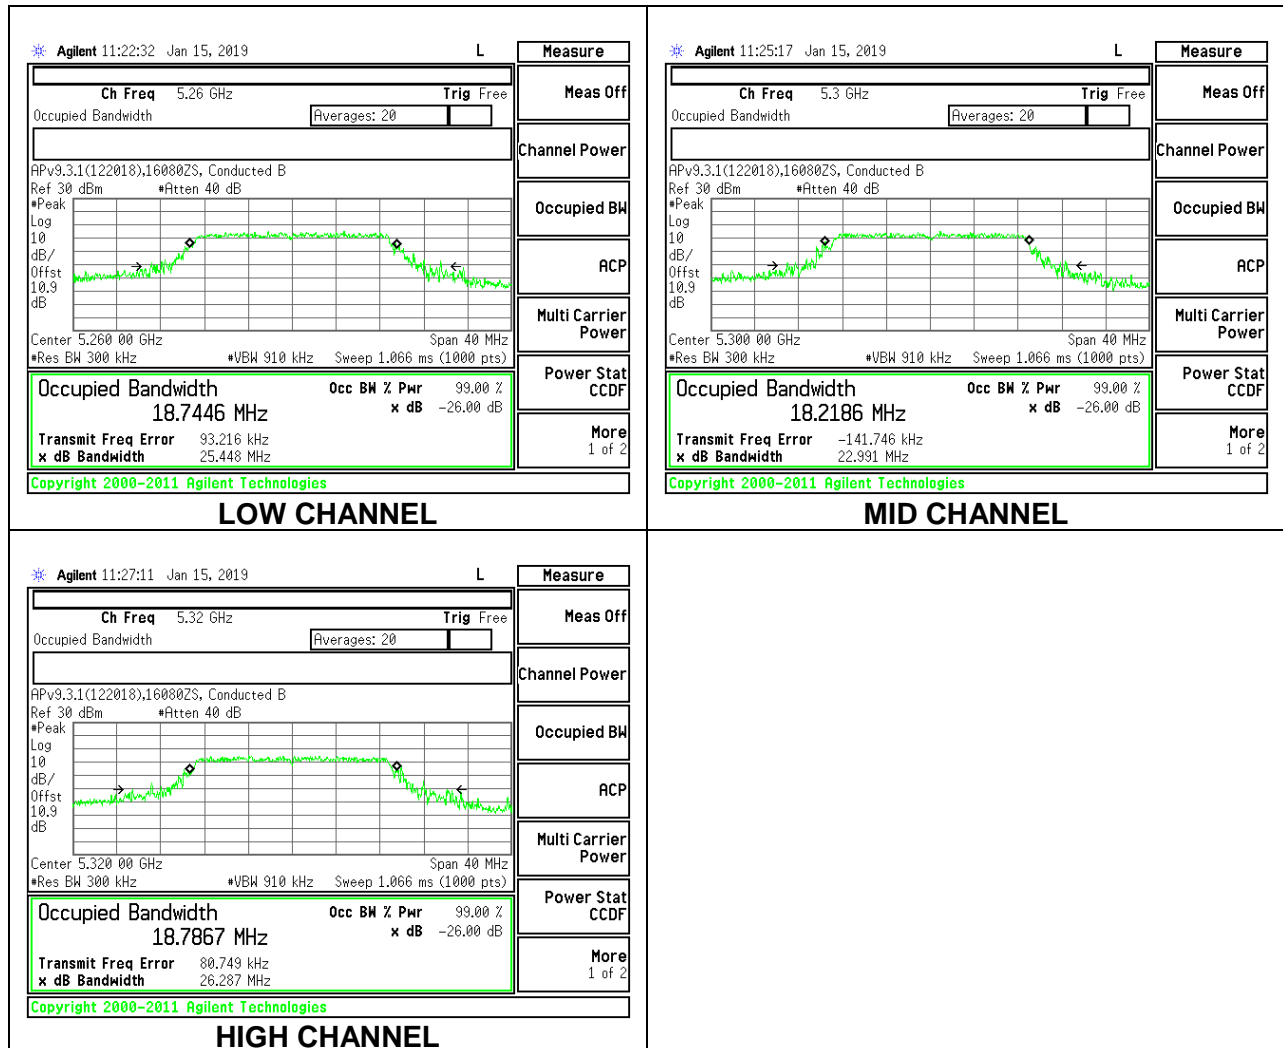 Agilent 11:22:32 Jan 15, 2019 L Measure
Ch Freq 5.26 GHz Trig Free
Meas Off
Occupied Bandwidth Averages: 20
Channel Power
APv9.3.1(122018),16080ZS, Conducted B
Ref 30 dBm #Atten 40 dB
#Peak
Log
10
dB/
Offst
10.9
dB
Occupied BW
ACP
Multi Carrier
Power
Center 5.260 00 GHz Span 40 MHz
#Res BW 300 kHz #VBW 910 kHz Sweep 1.066 ms (1000 pts)
Power Stat
CCDF
Occupied Bandwidth Occ BW % Pwr 99.00 %
18.7446 MHz x dB -26.00 dB
Transmit Freq Error 93.216 kHz
x dB Bandwidth 25.448 MHz
More
1 of 2
Copyright 2000-2011 Agilent Technologies
LOW CHANNEL
Agilent 11:25:17 Jan 15, 2019 L Measure
Ch Freq 5.3 GHz Trig Free
Meas Off
Occupied Bandwidth Averages: 20
Channel Power
APv9.3.1(122018),16080ZS, Conducted B
Ref 30 dBm #Atten 40 dB
#Peak
Log
10
dB/
Offst
10.9
dB
Occupied BW
ACP
Multi Carrier
Power
Center 5.300 00 GHz Span 40 MHz
#Res BW 300 kHz #VBW 910 kHz Sweep 1.066 ms (1000 pts)
Power Stat
CCDF
Occupied Bandwidth Occ BW % Pwr 99.00 %
18.2186 MHz x dB -26.00 dB
Transmit Freq Error -141.746 kHz
x dB Bandwidth 22.991 MHz
More
1 of 2
Copyright 2000-2011 Agilent Technologies
MID CHANNEL
Agilent 11:27:11 Jan 15, 2019 L Measure
Ch Freq 5.32 GHz Trig Free
Meas Off
Occupied Bandwidth Averages: 20
Channel Power
APv9.3.1(122018),16080ZS, Conducted B
Ref 30 dBm #Atten 40 dB
#Peak
Log
10
dB/
Offst
10.9
dB
Occupied BW
ACP
Multi Carrier
Power
Center 5.320 00 GHz Span 40 MHz
#Res BW 300 kHz #VBW 910 kHz Sweep 1.066 ms (1000 pts)
Power Stat
CCDF
Occupied Bandwidth Occ BW % Pwr 99.00 %
18.7867 MHz x dB -26.00 dB
Transmit Freq Error 80.749 kHz
x dB Bandwidth 26.287 MHz
More
1 of 2
Copyright 2000-2011 Agilent Technologies
HIGH CHANNEL